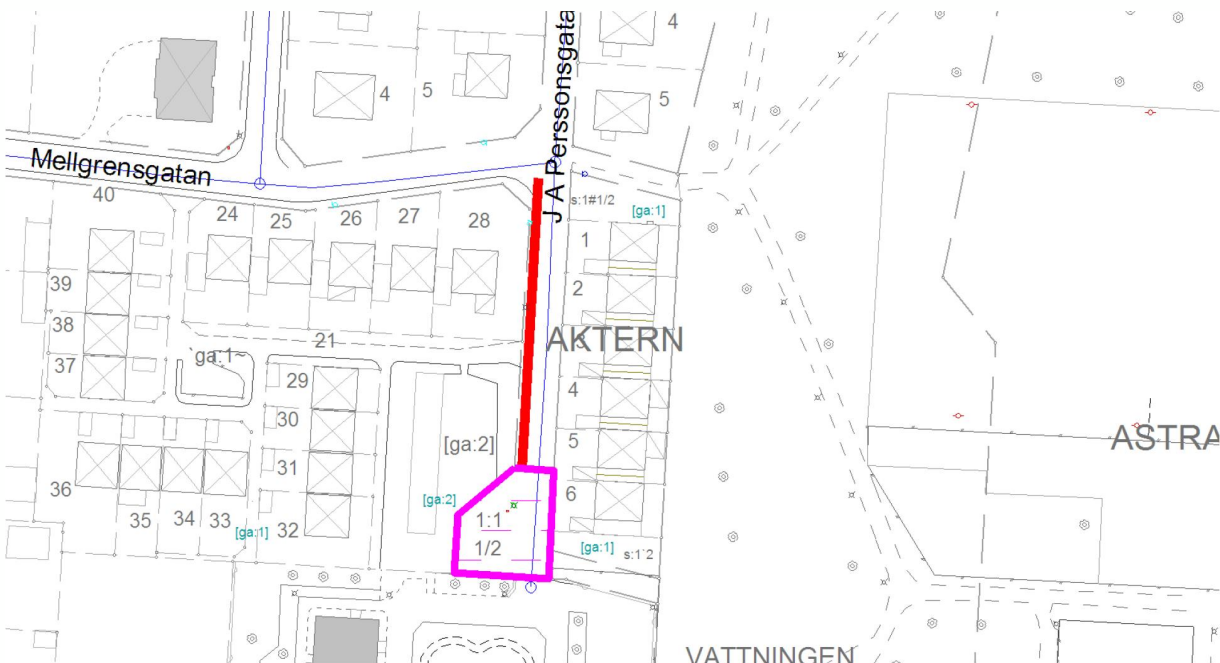 4
J A Perssonsgata
4
5
5
Mellgrensgatan
40
24
25
26
27
28
s:1#1/2
[ga:1]
1
39
2
38
21
AKTERN
37
`ga:1~
29
4
30
[ga:2]
5
ASTRA
31
36
[ga:2]
6
35
34
33
[ga:1]
32
1:1
1/2
[ga:1]
s:1`2
VATTNINGEN